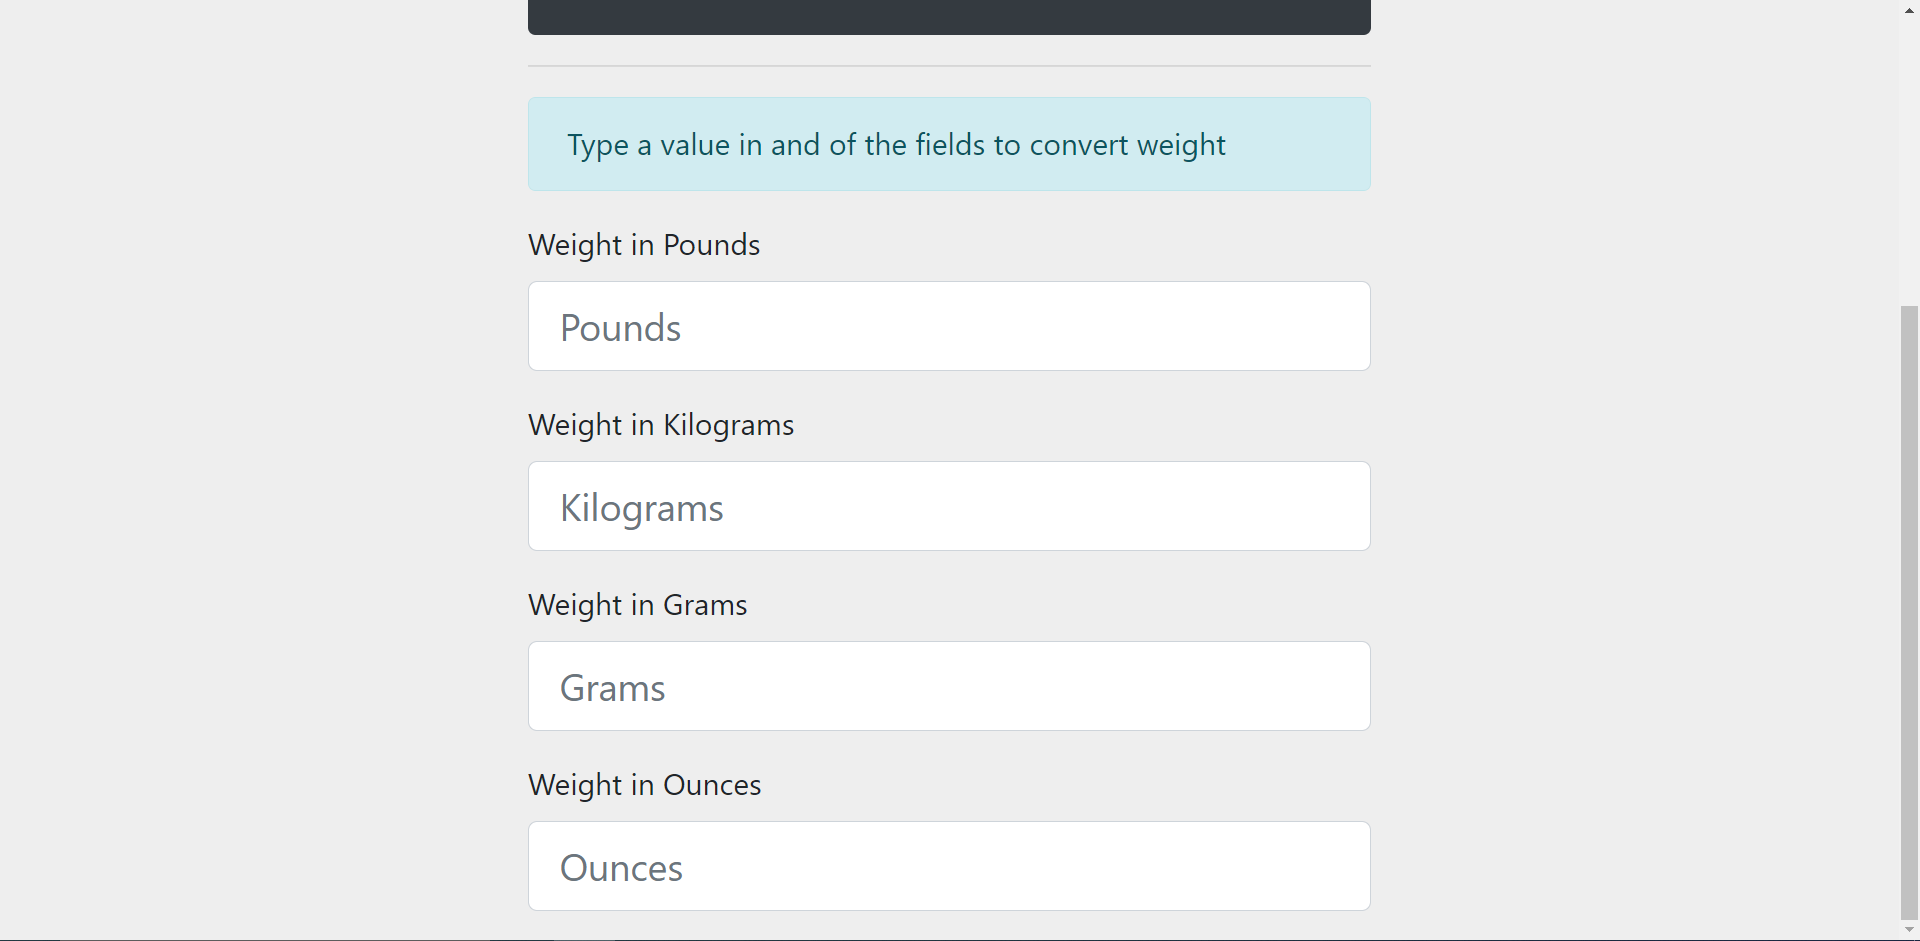 Type a value in and of the fields to convert weight
Weight in Pounds
Pounds
Weight in Kilograms
Kilograms
Weight in Grams
Grams
Weight in Ounces
Ounces